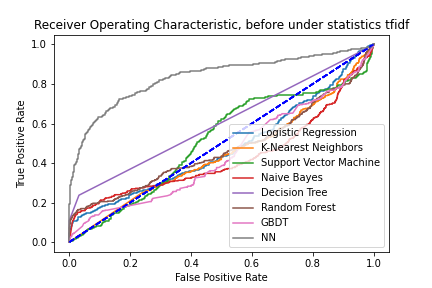 Receiver Operating Characteristic, before under statistics tfidf
True Positive Rate
1.0
0.8
0.6
0.4
0.2
0.0
Logistic Regression
K-Nearest Neighbors
Support Vector Machine
Naive Bayes
Decision Tree
Random Forest
GBDT
NN
0.0 0.2 0.4 0.6 0.8 1.0
False Positive Rate